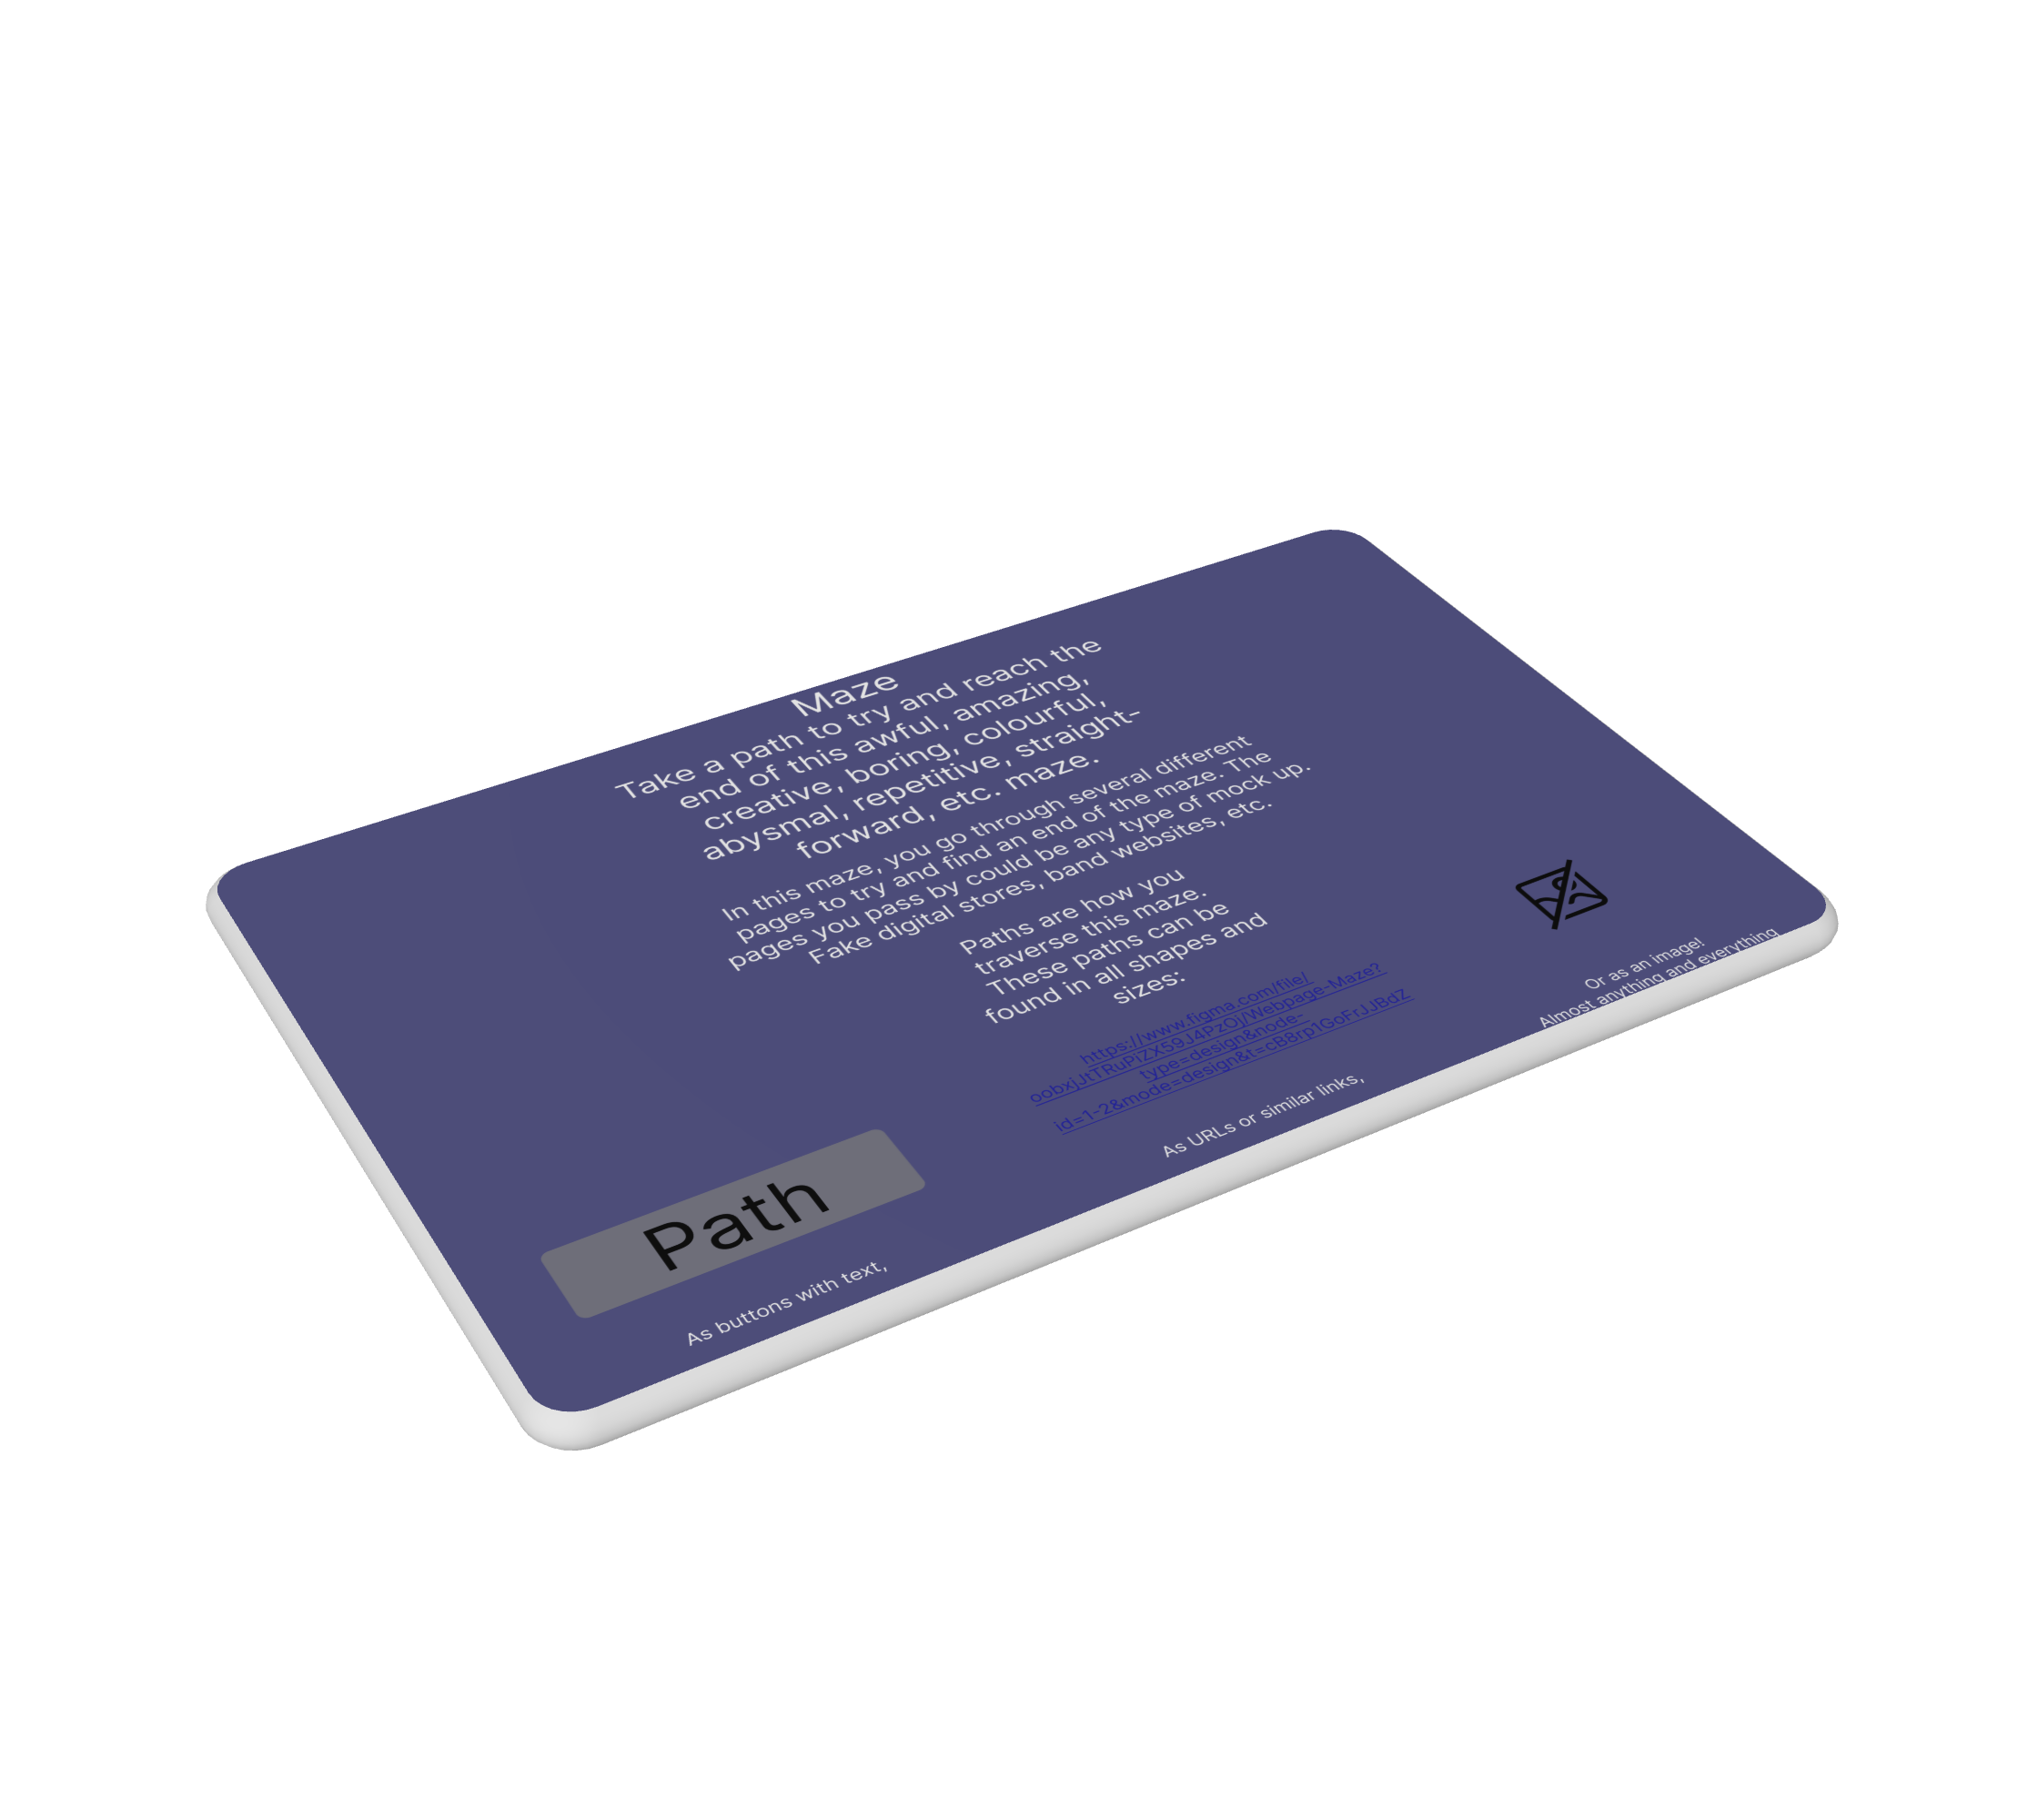 Maze
Take a path to try and reach the
end of this awful, amazing,
creative, boring, colourful,
abysmal, repetitive, straight-
forward, etc. maze.
In this maze, you go through several different
pages to try and find an end of the maze. The
pages you pass by could be any type of mock up.
Fake digital stores, band websites, etc.
Paths are how you
traverse this maze.
These paths can be
found in all shapes and
sizes:
Path
As buttons with text,
https://www.figma.com/file/
oobxjJtTRuPiZX59J4PzOj/Webpage-Maze?
type=design&node-
id=1-2&mode=design&t=cB8rp1GoFrJJJBdZ
As URLs or similar links,
Or as an image!
Almost anything and everything